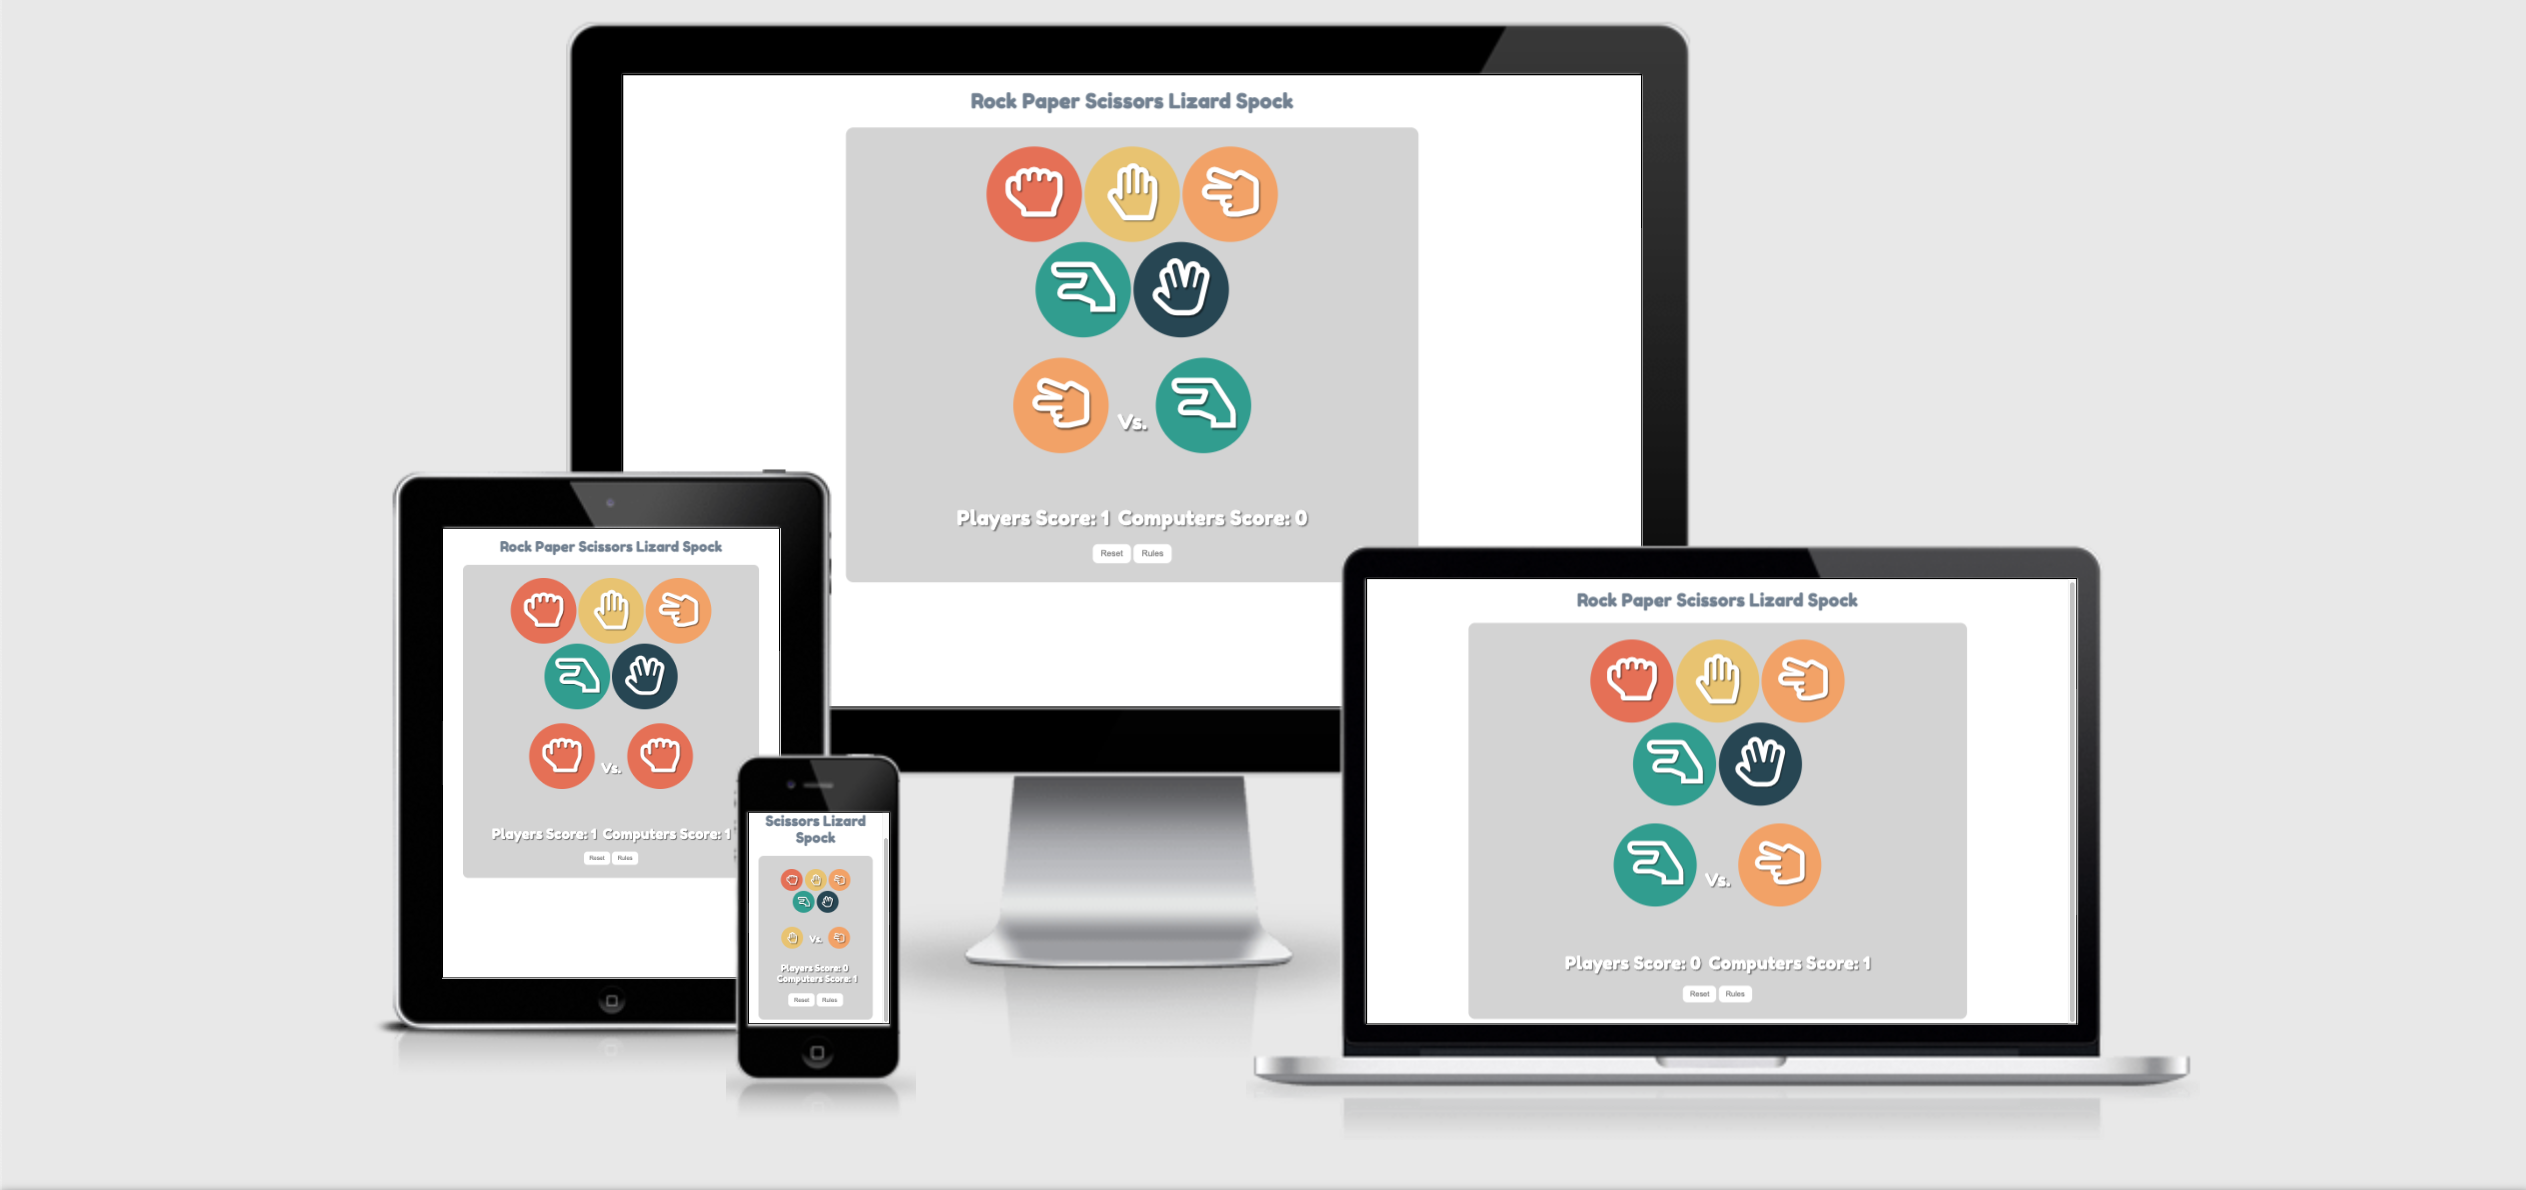 Rock Paper Scissors Lizard Spock
Vs.
Players Score: 1 Computers Score: 0
Reset Rules
Rock Paper Scissors Lizard Spock
Vs.
Players Score: 1 Computers Score: 1
Reset Rules
Scissors Lizard
Spock
Vs.
Players Score: 0
Computers Score: 1
Reset Rules
Rock Paper Scissors Lizard Spock
Vs.
Players Score: 0 Computers Score: 1
Reset Rules